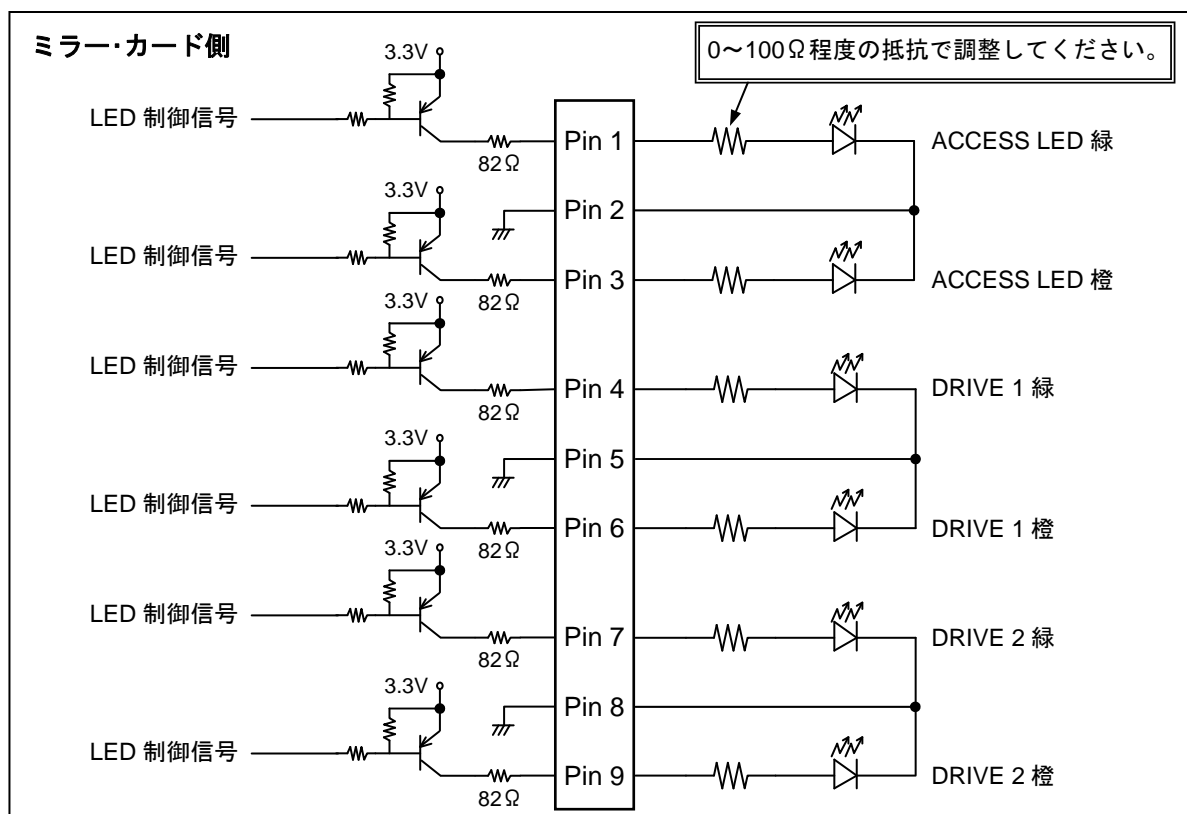 ミラー・カード側
0～100Ω程度の抵抗で調整してください。
3.3V
LED 制御信号
82Ω
Pin 1
ACCESS LED 緑
3.3V
Pin 2
LED 制御信号
82Ω
Pin 3
ACCESS LED 橙
3.3V
LED 制御信号
82Ω
Pin 4
DRIVE 1 緑
3.3V
Pin 5
LED 制御信号
82Ω
Pin 6
DRIVE 1 橙
3.3V
LED 制御信号
82Ω
Pin 7
DRIVE 2 緑
3.3V
Pin 8
LED 制御信号
82Ω
Pin 9
DRIVE 2 橙